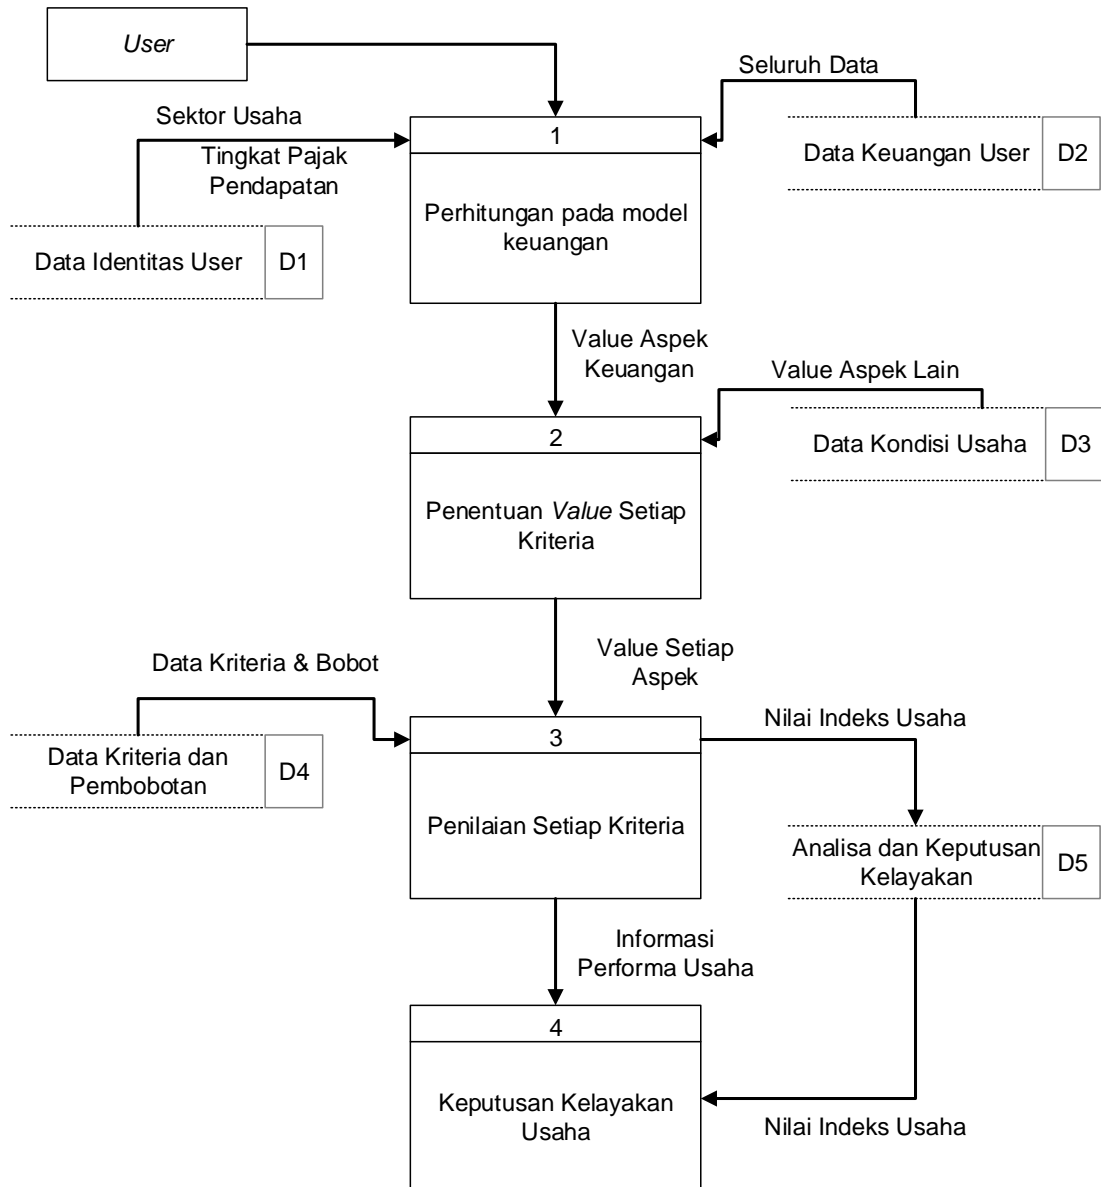 User
Seluruh Data
Sektor Usaha
Tingkat Pajak
Pendapatan
1
Perhitungan pada model
keuangan
Data Keuangan User
D2
Data Identitas User
D1
Value Aspek
Keuangan
Value Aspek Lain
2
Penentuan Value Setiap
Kriteria
Data Kondisi Usaha
D3
Value Setiap
Aspek
Data Kriteria & Bobot
Nilai Indeks Usaha
3
Penilaian Setiap Kriteria
Data Kriteria dan
Pembobotan
D4
Analisa dan Keputusan
Kelayakan
D5
Informasi
Performa Usaha
4
Keputusan Kelayakan
Usaha
Nilai Indeks Usaha